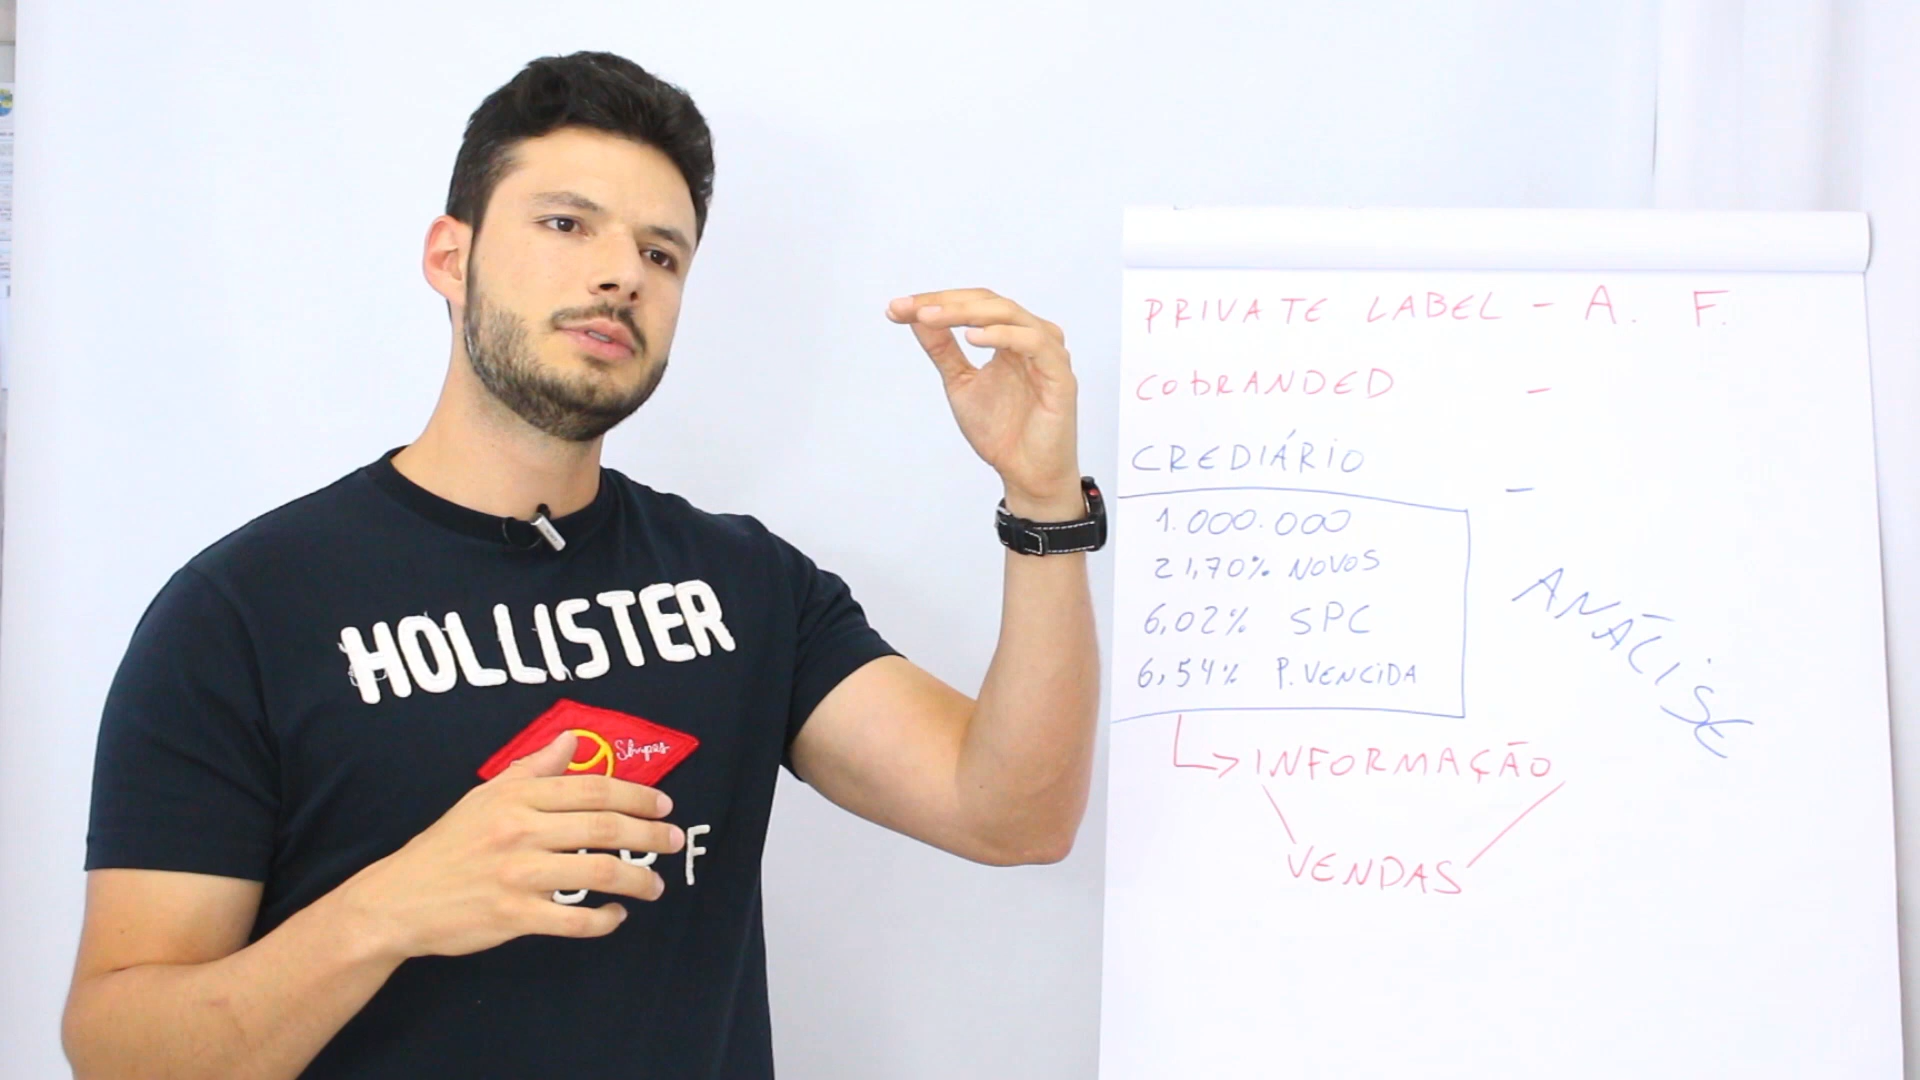 HOLLISTER
Shapes
F
PRIVATE LABEL - A. F.
COBRANDED -
CREDIÁRIO -
1.000.000
21,70% NOVOS
6,02% SPC
6,54% P. VENCIDA
ANÁLISE
INFORMAÇÃO
VENDAS